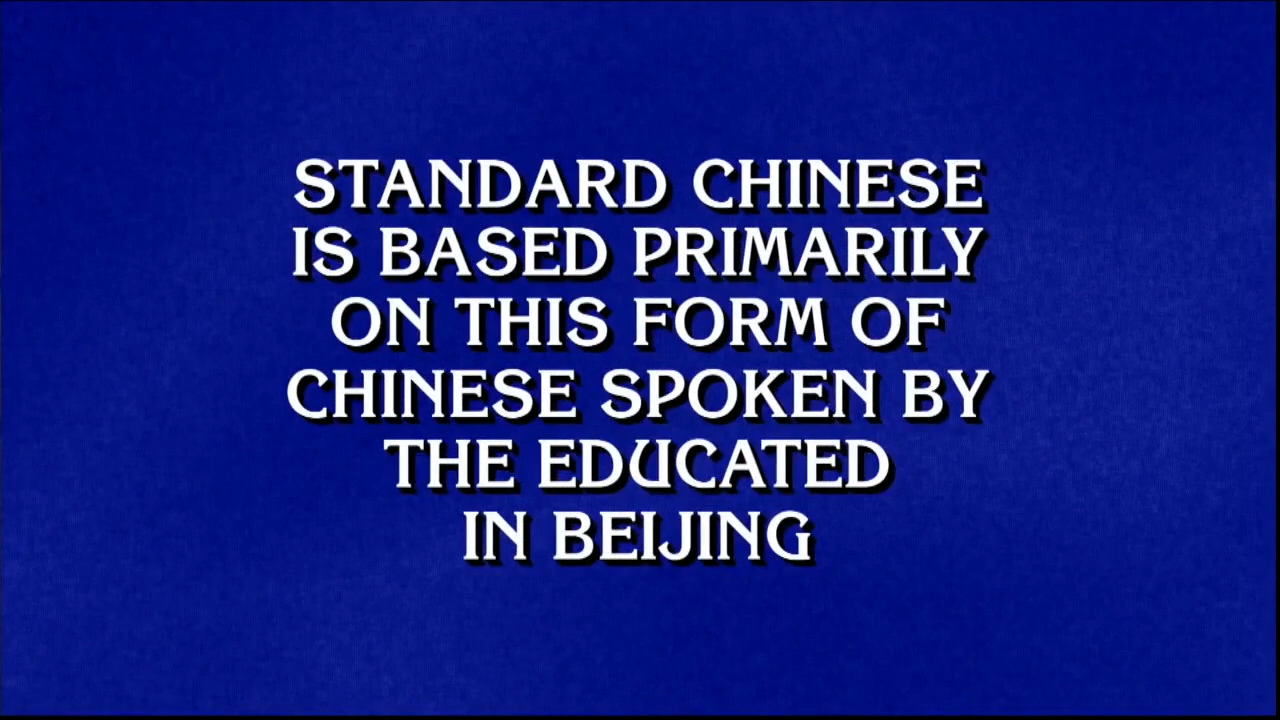 STANDARD CHINESE
IS BASED PRIMARILY
ON THIS FORM OF
CHINESE SPOKEN BY
THE EDUCATED
IN BEIJING